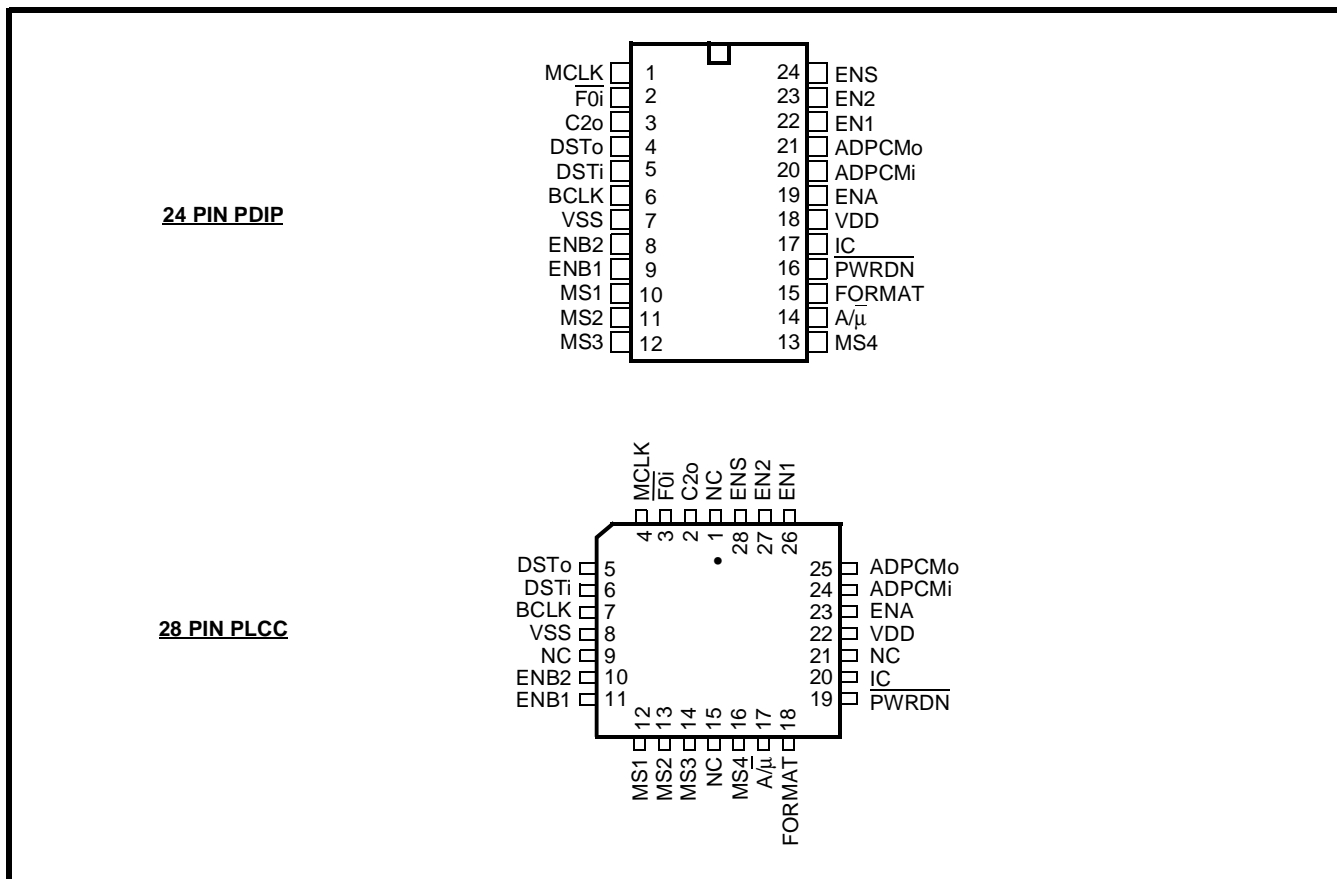 MCLK 1 24 ENS
F̅0̅i̅ 2 23 EN2
C2o 3 22 EN1
DSTo 4 21 ADPCMo
DSTi 5 20 ADPCMi
BCLK 6 19 ENA
24 PIN PDIP
VSS 7 18 VDD
ENB2 8 17 IC
ENB1 9 16 P̅W̅R̅D̅N̅
MS1 10 15 FORMAT
MS2 11 14 A/μ̅
MS3 12 13 MS4
MCLK F̅0̅i̅ C2o NC ENS EN2 EN1
4 3 2 1 28 27 26
DSTo 5 25 ADPCMo
DSTi 6 24 ADPCMi
BCLK 7 23 ENA
28 PIN PLCC
VSS 8 22 VDD
NC 9 21 NC
ENB2 10 20 IC
ENB1 11 19 P̅W̅R̅D̅N̅
12 13 14 15 16 17 18
MS1 MS2 MS3 NC MS4 A/μ̅ FORMAT